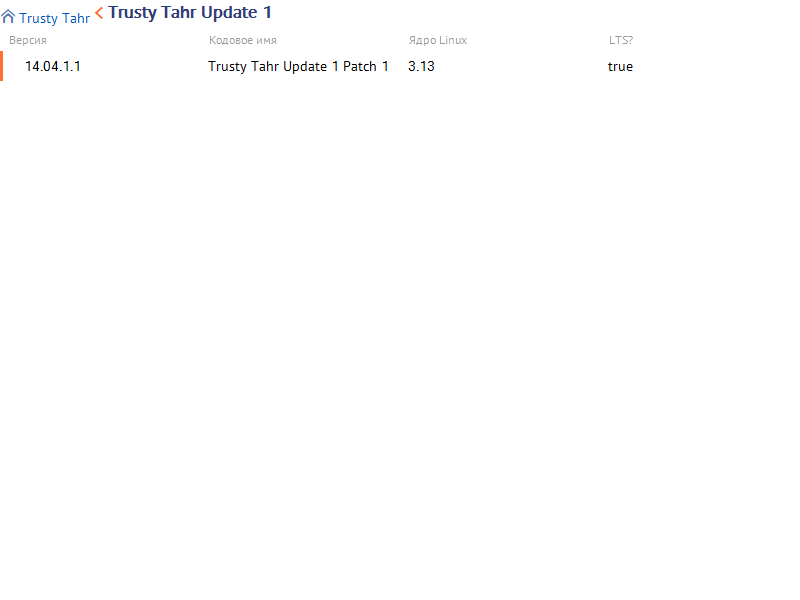 Trusty Tahr < Trusty Tahr Update 1
Версия Кодовое имя Ядро Linux LTS?
14.04.1.1 Trusty Tahr Update 1 Patch 1 3.13 true